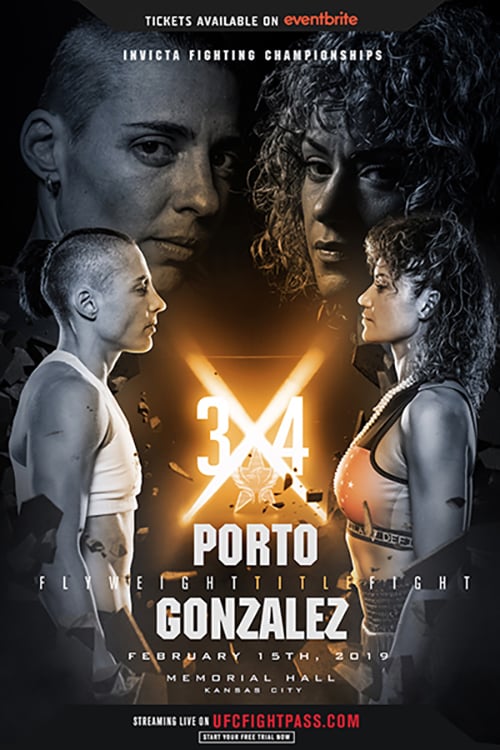 TICKETS AVAILABLE ON eventbrite
INVICTA FIGHTING CHAMPIONSHIPS
34
PORTO
FLYWEIGHT TITLE FIGHT
GONZALEZ
FEBRUARY 15TH, 2019
MEMORIAL HALL
KANSAS CITY
STREAMING LIVE ON UFCFIGHTPASS.COM
START YOUR FREE TRIAL NOW